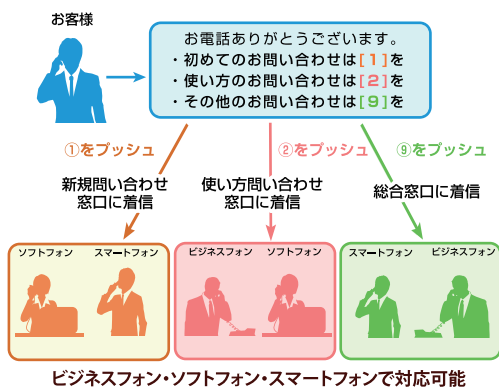 お客様
お電話ありがとうございます。
・初めてのお問い合わせは[1]を
・使い方のお問い合わせは[2]を
・その他のお問い合わせは[9]を
①をプッシュ
②をプッシュ
⑨をプッシュ
新規問い合わせ
窓口に着信
使い方問い合わせ
窓口に着信
総合窓口に着信
ソフトフォン スマートフォン
ビジネスフォン ソフトフォン
スマートフォン ビジネスフォン
ビジネスフォン・ソフトフォン・スマートフォンで対応可能